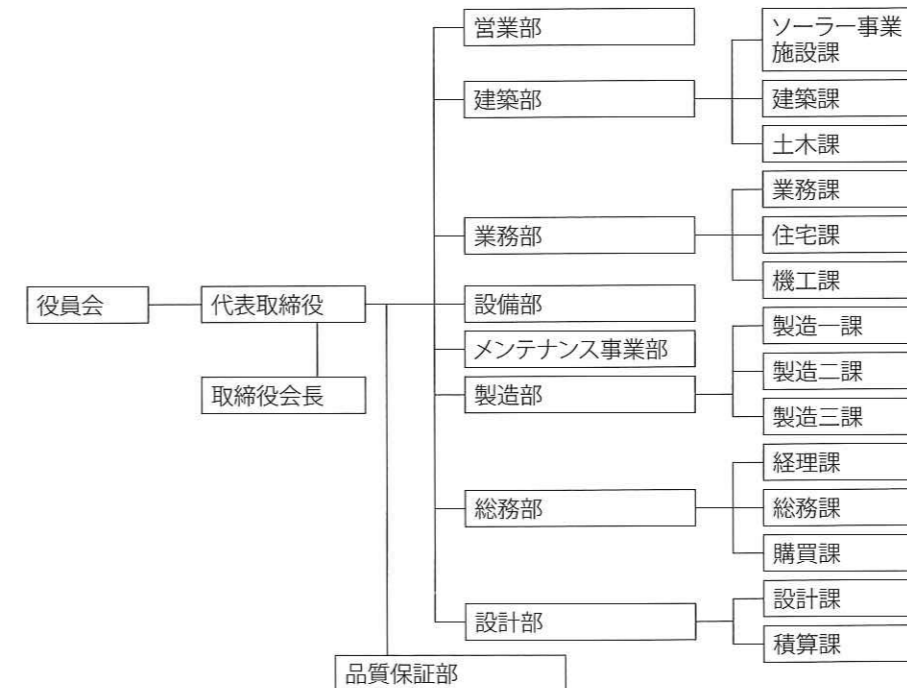 役員会
代表取締役
取締役会長
営業部
建築部
ソーラー事業
施設課
建築課
土木課
業務部
業務課
住宅課
機工課
設備部
メンテナンス事業部
製造部
製造一課
製造二課
製造三課
総務部
経理課
総務課
購買課
設計部
設計課
積算課
品質保証部